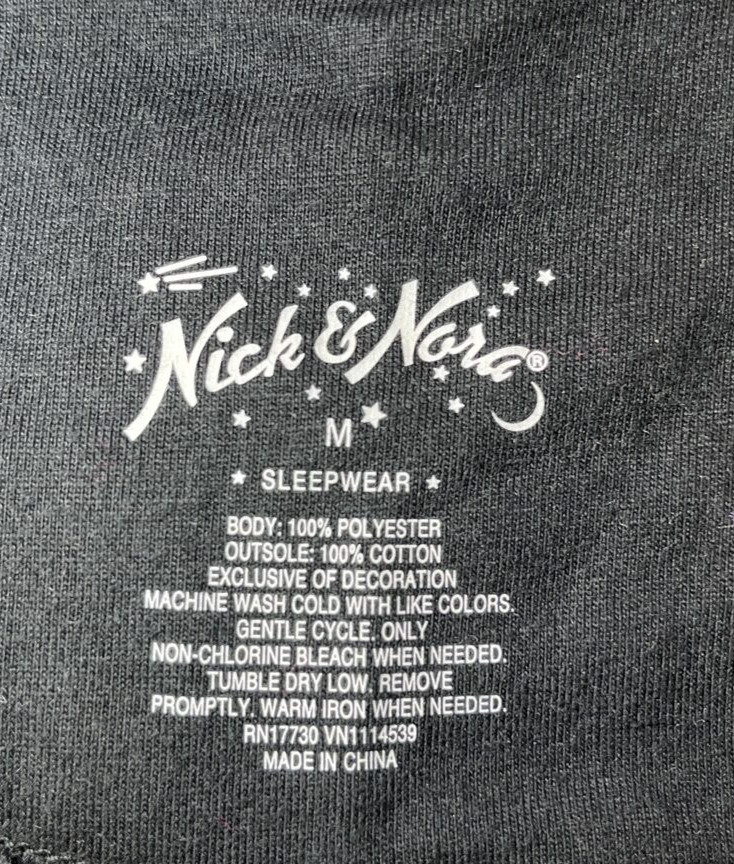 Nick & Nora®
M
SLEEPWEAR
BODY: 100% POLYESTER
OUTSOLE: 100% COTTON
EXCLUSIVE OF DECORATION
MACHINE WASH COLD WITH LIKE COLORS.
GENTLE CYCLE. ONLY
NON-CHLORINE BLEACH WHEN NEEDED.
TUMBLE DRY LOW. REMOVE
PROMPTLY. WARM IRON WHEN NEEDED.
RN17730 VN1114539
MADE IN CHINA